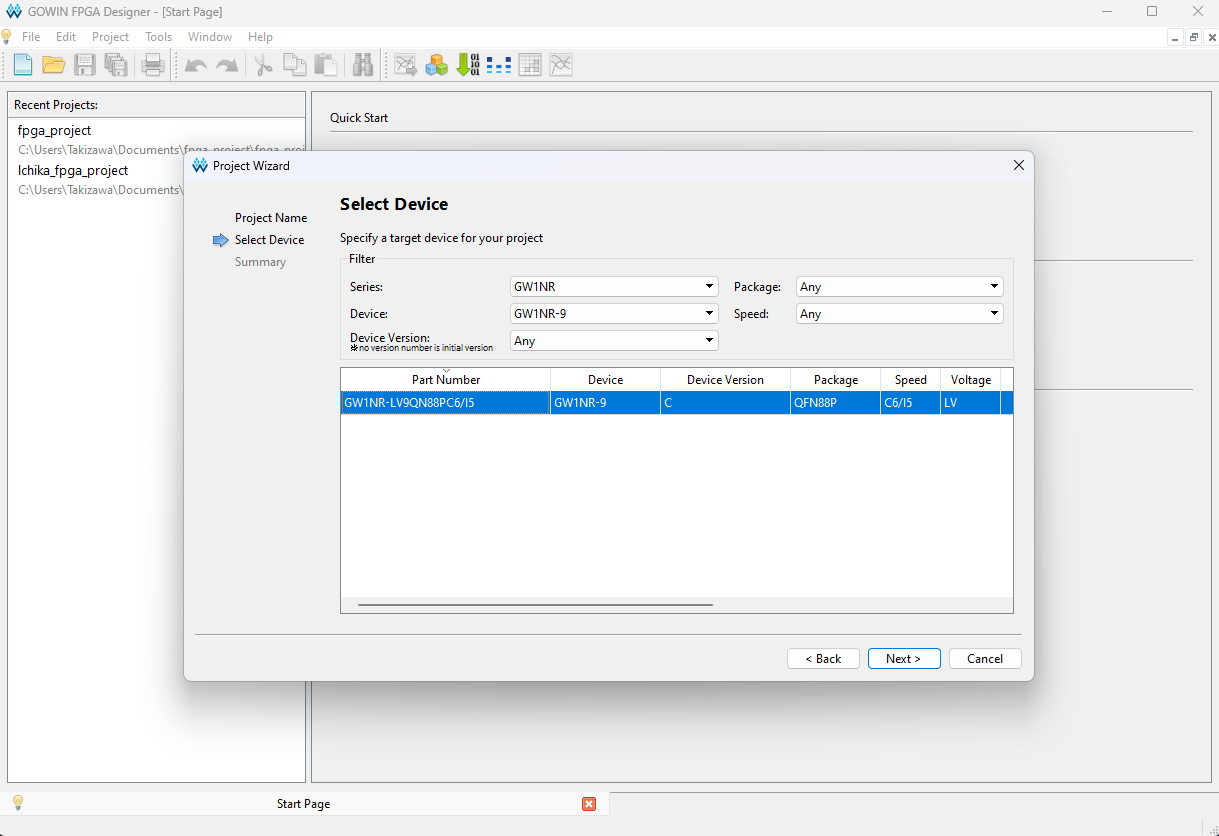 GOWIN FPGA Designer - [Start Page]
File Edit Project Tools Window Help
Recent Projects:
fpga_project
C:\Users\Takizawa\Documents\fpga_project\fpga_proj
Ichika_fpga_project
C:\Users\Takizawa\Documents\
Quick Start
Project Wizard
Project Name
Select Device
Summary
Select Device
Specify a target device for your project
Filter
Series: GW1NR Package: Any
Device: GW1NR-9 Speed: Any
Device Version: Any
※no version number is initial version
Part Number Device Device Version Package Speed Voltage
GW1NR-LV9QN88PC6/I5 GW1NR-9 C QFN88P C6/I5 LV
< Back Next > Cancel
Start Page